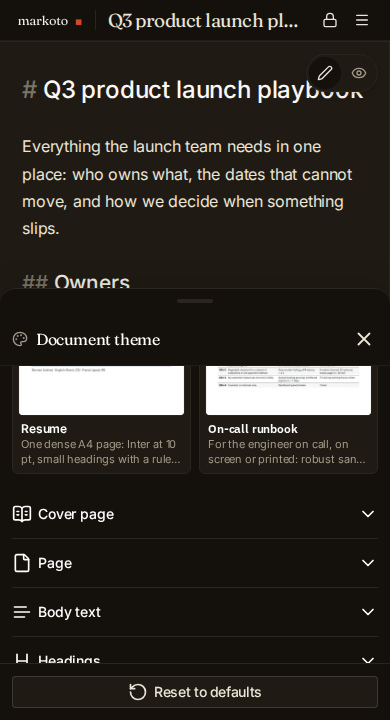 markoto
Q3 product launch pl...
# Q3 product launch playbook
Everything the launch team needs in one
place: who owns what, the dates that cannot
move, and how we decide when something
slips.
## Owners
Document theme
Resume
One dense A4 page: Inter at 10
pt, small headings with a rule...
On-call runbook
For the engineer on call, on
screen or printed: robust san...
Cover page
Page
Body text
Headings
Reset to defaults